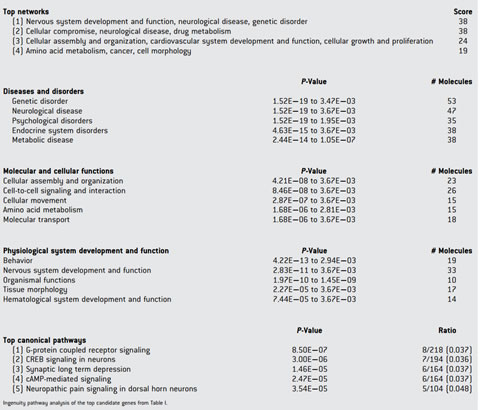 Top networks Score
[1] Nervous system development and function, neurological disease, genetic disorder 38
[2] Cellular compromise, neurological disease, drug metabolism 38
[3] Cellular assembly and organization, cardiovascular system development and function, cellular growth and proliferation 24
[4] Amino acid metabolism, cancer, cell morphology 19
P-Value # Molecules
Diseases and disorders
Genetic disorder 1.52E−19 to 3.47E−03 53
Neurological disease 1.52E−19 to 3.67E−03 47
Psychological disorders 1.52E−19 to 1.95E−03 35
Endocrine system disorders 4.63E−15 to 3.67E−03 38
Metabolic disease 2.44E−14 to 1.05E−07 38
Molecular and cellular functions P-Value # Molecules
Cellular assembly and organization 4.21E−08 to 3.67E−03 23
Cell-to-cell signaling and interaction 8.46E−08 to 3.67E−03 26
Cellular movement 2.87E−07 to 3.67E−03 15
Amino acid metabolism 1.68E−06 to 2.81E−03 15
Molecular transport 1.68E−06 to 3.67E−03 18
Physiological system development and function P-Value # Molecules
Behavior 4.22E−13 to 2.94E−03 19
Nervous system development and function 2.83E−11 to 3.67E−03 33
Organismal functions 1.97E−10 to 1.45E−09 10
Tissue morphology 2.27E−05 to 3.67E−03 17
Hematological system development and function 7.44E−05 to 3.67E−03 14
P-Value Ratio
Top canonical pathways
[1] G-protein coupled receptor signaling 8.50E−07 8/218 (0.037)
[2] CREB signaling in neurons 3.00E−06 7/194 (0.036)
[3] Synaptic long term depression 1.46E−05 6/164 (0.037)
[4] cAMP-mediated signaling 2.47E−05 6/164 (0.037)
[5] Neuropathic pain signaling in dorsal horn neurons 3.54E−05 5/104 (0.048)
Ingenuity pathway analysis of the top candidate genes from Table I.